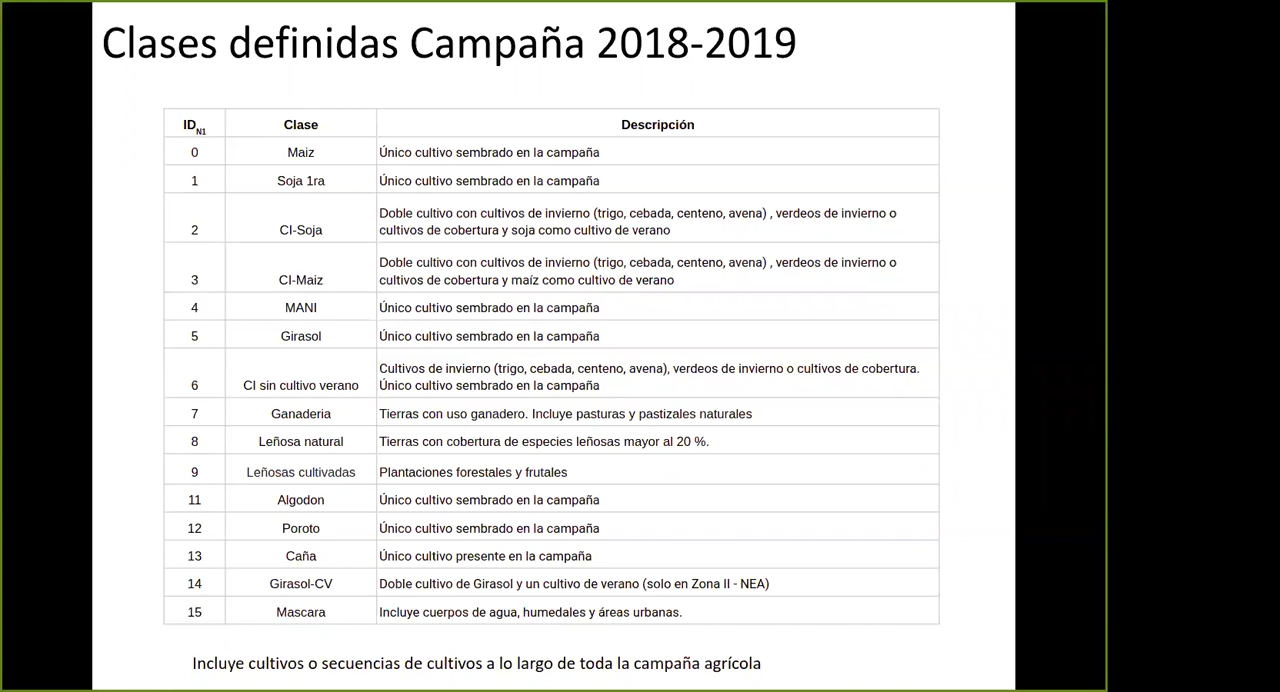 Clases definidas Campaña 2018-2019
ID N1 Clase Descripción
0 Maiz Único cultivo sembrado en la campaña
1 Soja 1ra Único cultivo sembrado en la campaña
Doble cultivo con cultivos de invierno (trigo, cebada, centeno, avena) , verdeos de invierno o
2 CI-Soja cultivos de cobertura y soja como cultivo de verano
Doble cultivo con cultivos de invierno (trigo, cebada, centeno, avena) , verdeos de invierno o
3 CI-Maiz cultivos de cobertura y maíz como cultivo de verano
4 MANI Único cultivo sembrado en la campaña
5 Girasol Único cultivo sembrado en la campaña
Cultivos de invierno (trigo, cebada, centeno, avena), verdeos de invierno o cultivos de cobertura.
6 CI sin cultivo verano Único cultivo sembrado en la campaña
7 Ganaderia Tierras con uso ganadero. Incluye pasturas y pastizales naturales
8 Leñosa natural Tierras con cobertura de especies leñosas mayor al 20 %.
9 Leñosas cultivadas Plantaciones forestales y frutales
11 Algodon Único cultivo sembrado en la campaña
12 Poroto Único cultivo sembrado en la campaña
13 Caña Único cultivo presente en la campaña
14 Girasol-CV Doble cultivo de Girasol y un cultivo de verano (solo en Zona II - NEA)
15 Mascara Incluye cuerpos de agua, humedales y áreas urbanas.
Incluye cultivos o secuencias de cultivos a lo largo de toda la campaña agrícola